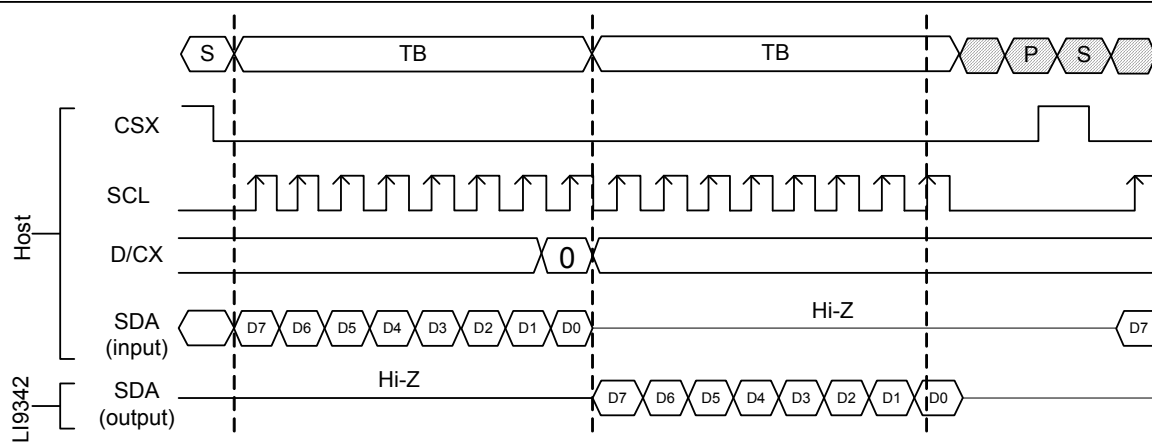 S TB TB P S
CSX
SCL
D/CX 0
Host
SDA
(input)
D7 D6 D5 D4 D3 D2 D1 D0 Hi-Z D7
LI9342
SDA
(output)
Hi-Z D7 D6 D5 D4 D3 D2 D1 D0